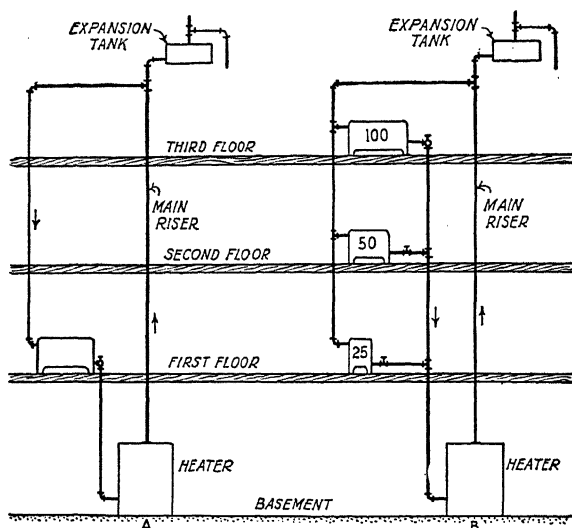 EXPANSION
TANK
EXPANSION
TANK
100
THIRD FLOOR
MAIN
RISER
MAIN
RISER
50
SECOND FLOOR
25
FIRST FLOOR
HEATER
HEATER
BASEMENT
A
B